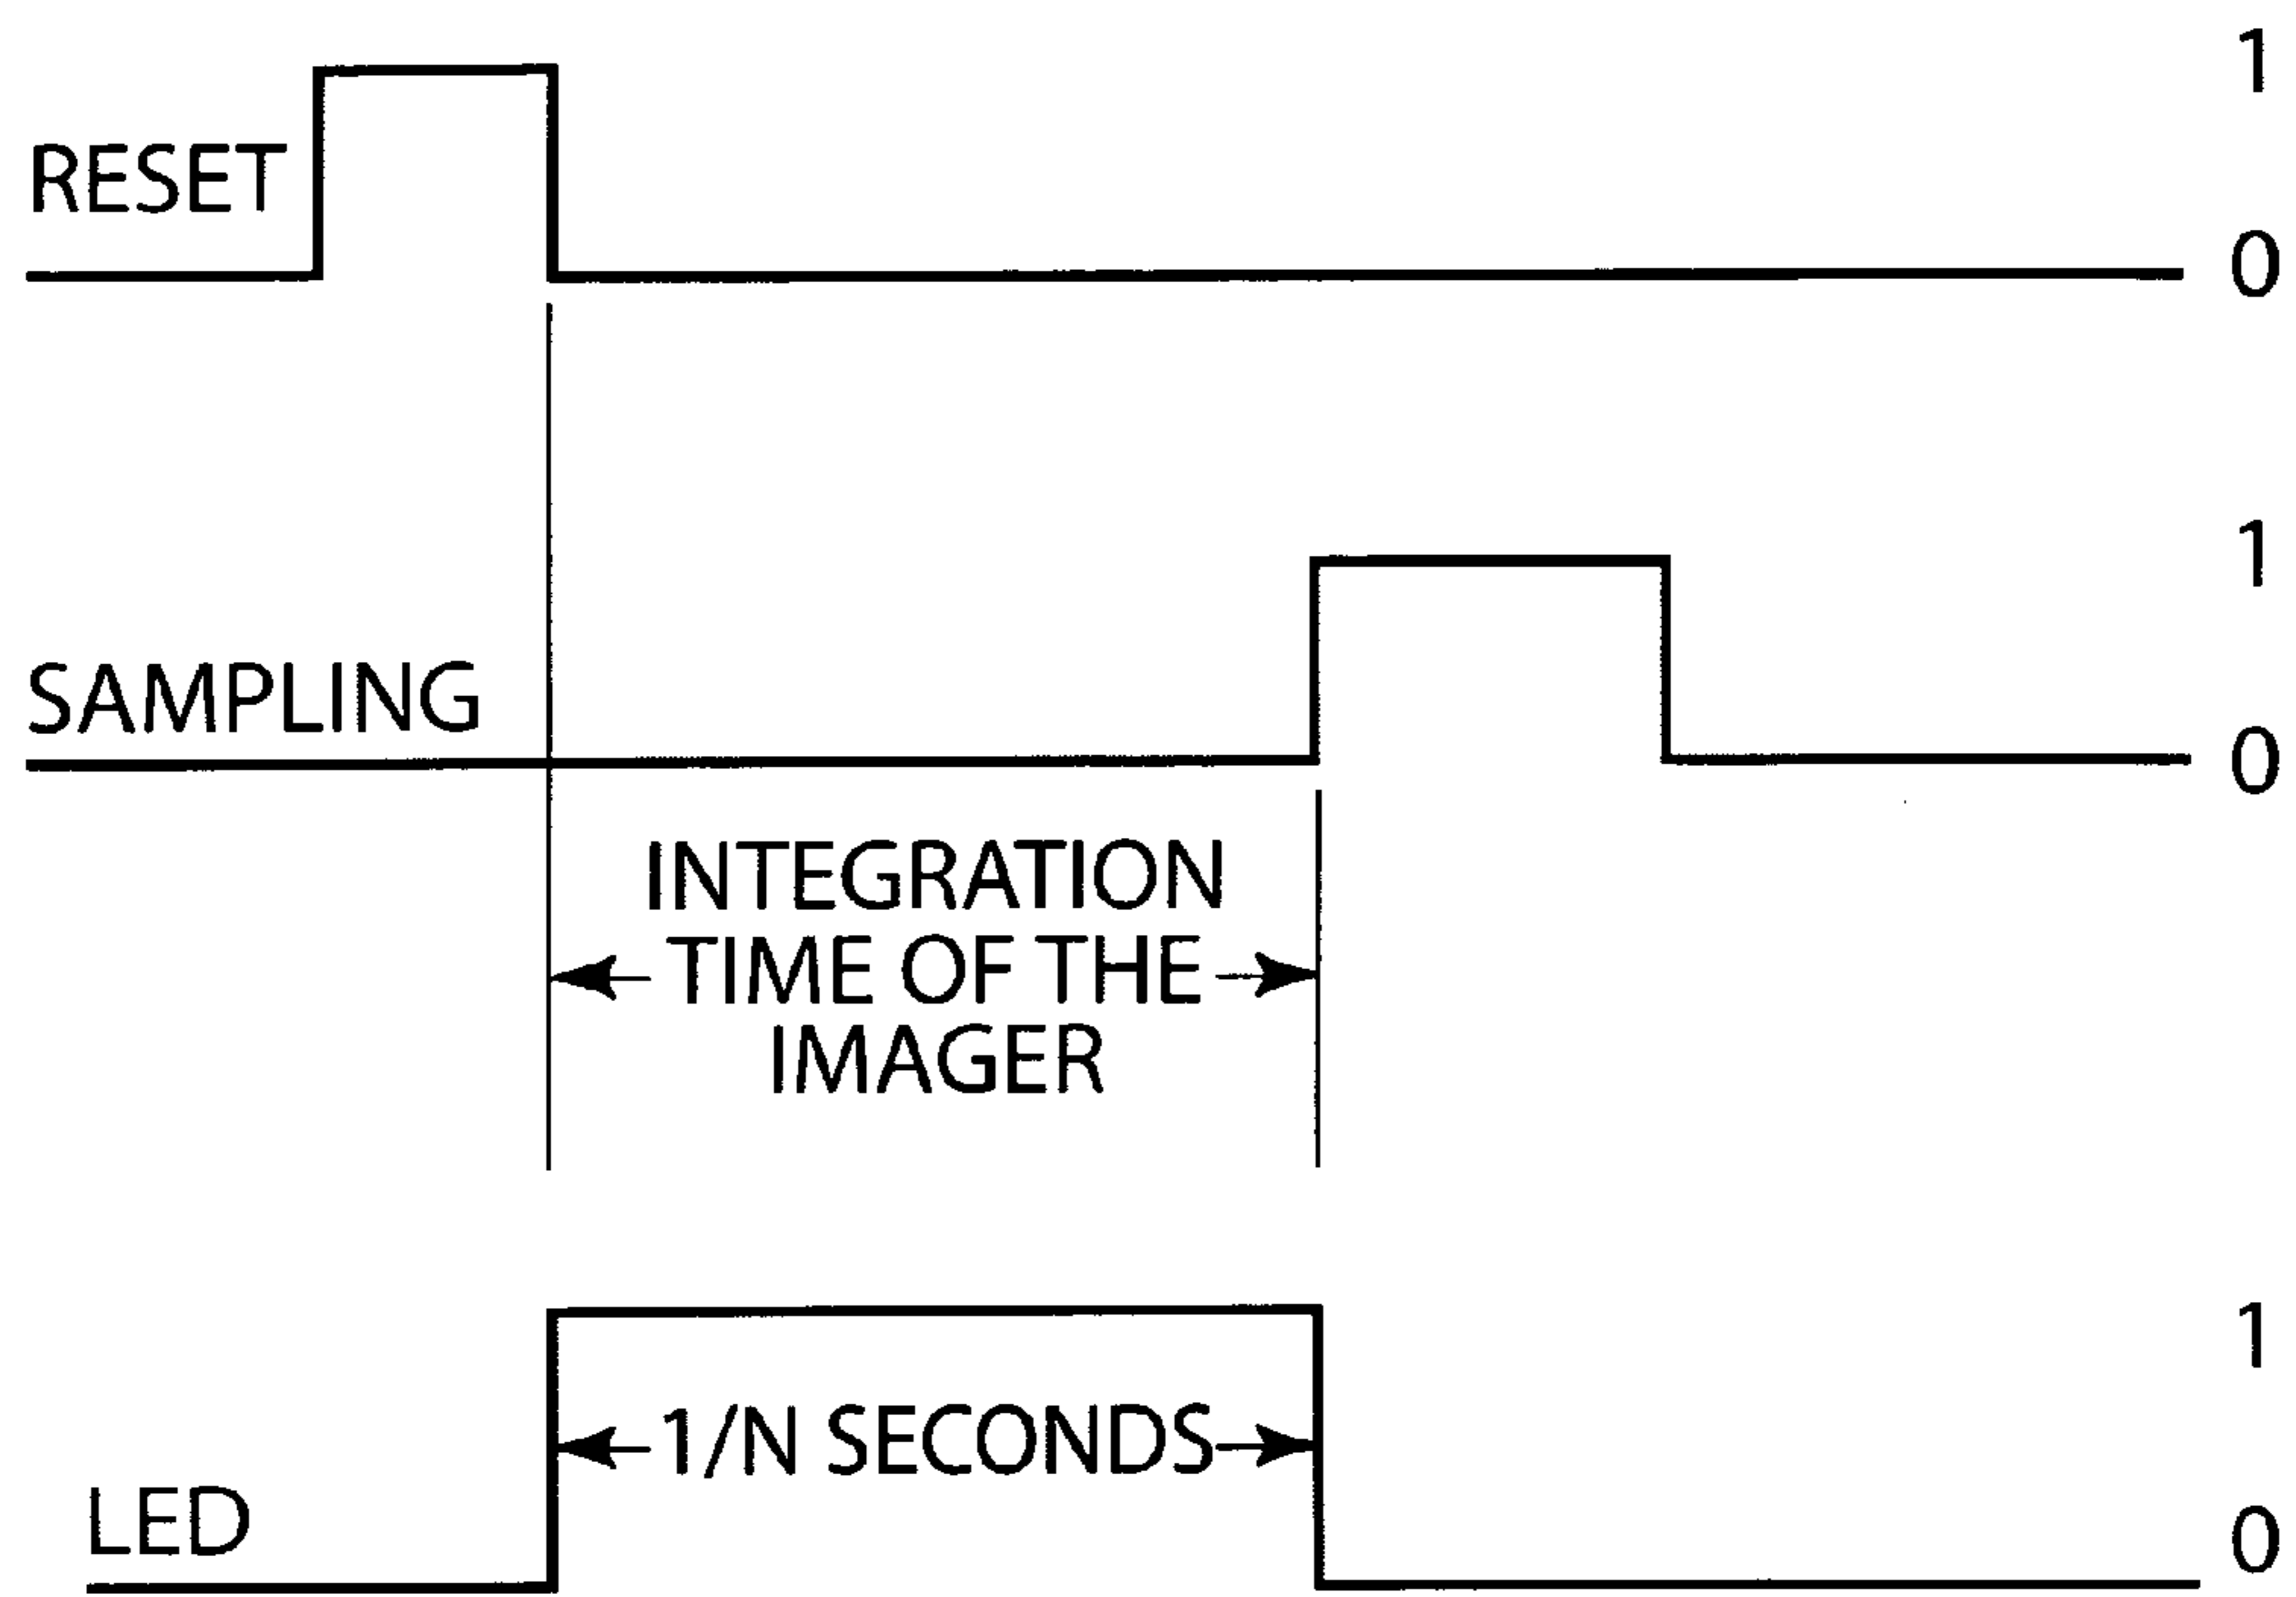 1
RESET
0
1
SAMPLING
0
INTEGRATION
TIME OF THE
IMAGER
1
1/N SECONDS
LED
0